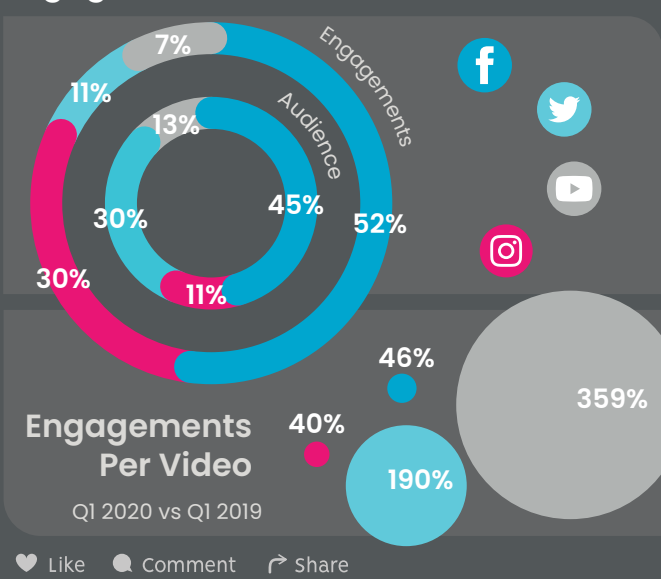 7%
Engagements
11%
Audience
13%
45%
30%
52%
30%
11%
46%
359%
40%
Engagements
Per Video
190%
Q1 2020 vs Q1 2019
Like Comment Share